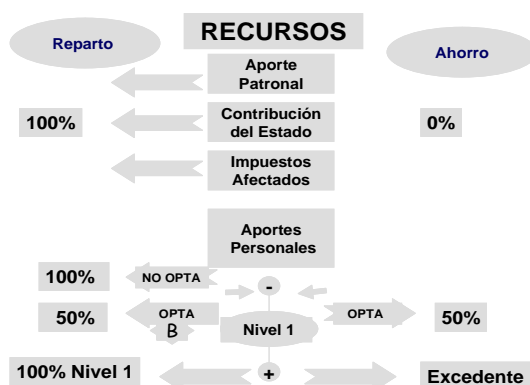 RECURSOS
Reparto
Ahorro
Aporte
Patronal
100%
Contribución
del Estado
0%
Impuestos
Afectados
Aportes
Personales
100%
NO OPTA
-
50%
OPTA
B
Nivel 1
OPTA
50%
100% Nivel 1
+
Excedente